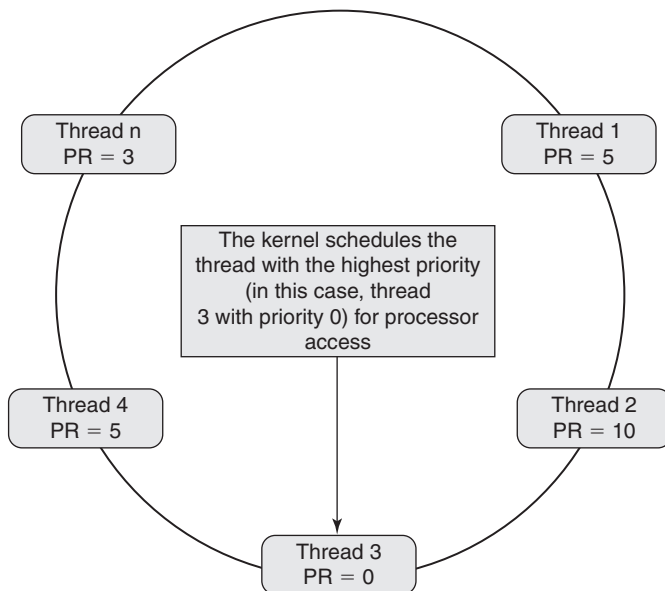 Thread n
PR = 3
Thread 1
PR = 5
The kernel schedules the
thread with the highest priority
(in this case, thread
3 with priority 0) for processor
access
Thread 4
PR = 5
Thread 2
PR = 10
Thread 3
PR = 0